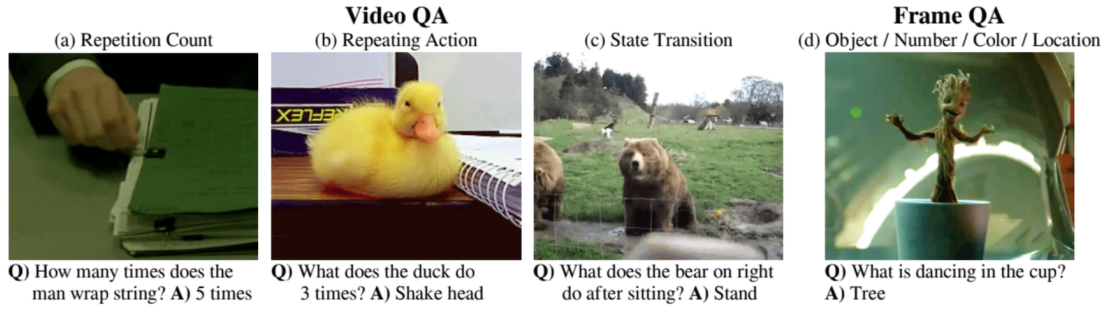 Video QA
Frame QA
(a) Repetition Count
(b) Repeating Action
(c) State Transition
(d) Object / Number / Color / Location
REFLEX
Q) How many times does the
man wrap string? A) 5 times
Q) What does the duck do
3 times? A) Shake head
Q) What does the bear on right
do after sitting? A) Stand
Q) What is dancing in the cup?
A) Tree